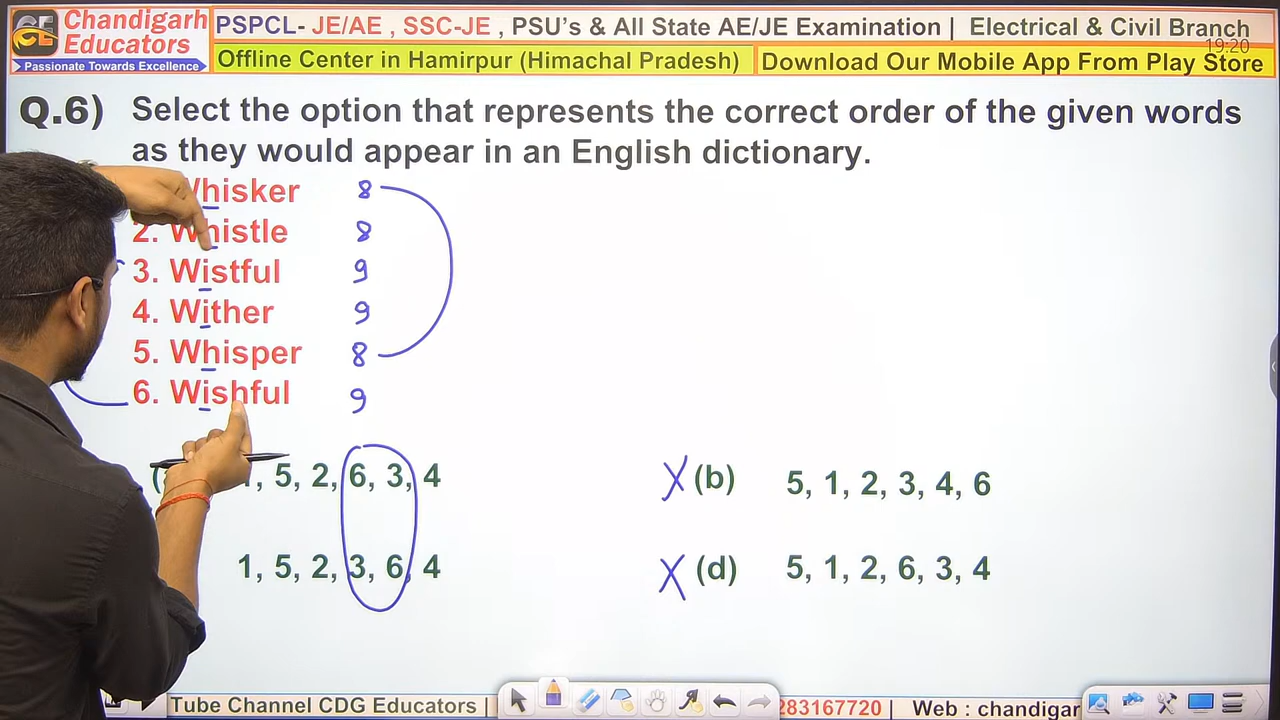 CE Chandigarh Educators
Passionate Towards Excellence
PSPCL- JE/AE , SSC-JE , PSU’s & All State AE/JE Examination | Electrical & Civil Branch
19:20
Offline Center in Hamirpur (Himachal Pradesh) Download Our Mobile App From Play Store
Q.6) Select the option that represents the correct order of the given words
as they would appear in an English dictionary.
Whisker 8
2. Whistle 8
3. Wistful 9
4. Wither 9
5. Whisper 8
6. Wishful 9
1, 5, 2, 6, 3, 4
X (b) 5, 1, 2, 3, 4, 6
1, 5, 2, 3, 6, 4
X (d) 5, 1, 2, 6, 3, 4
Tube Channel CDG Educators | 283167720 | Web : chandigar